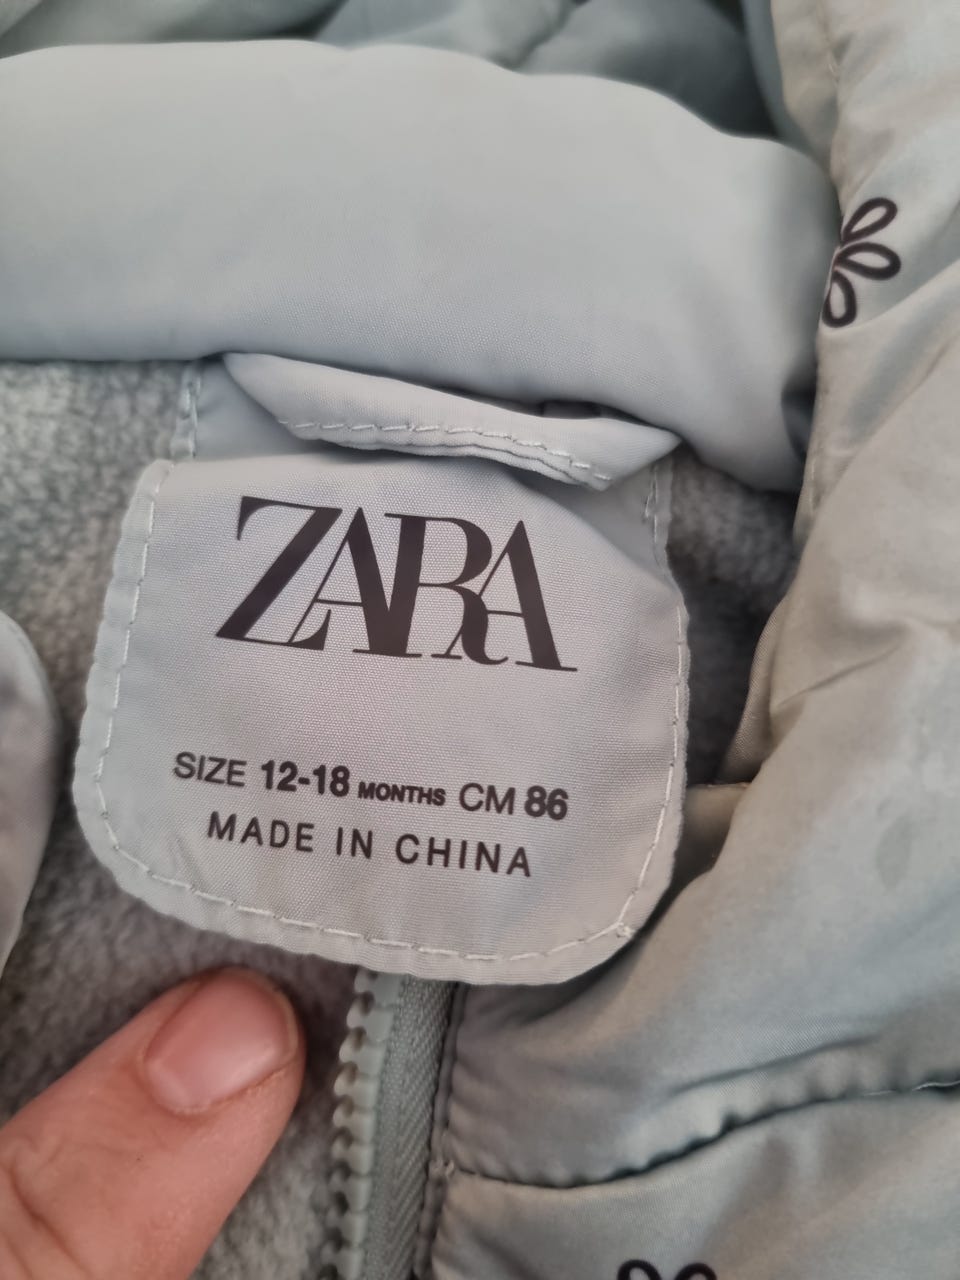 ZARA
SIZE 12-18 MONTHS CM 86
MADE IN CHINA